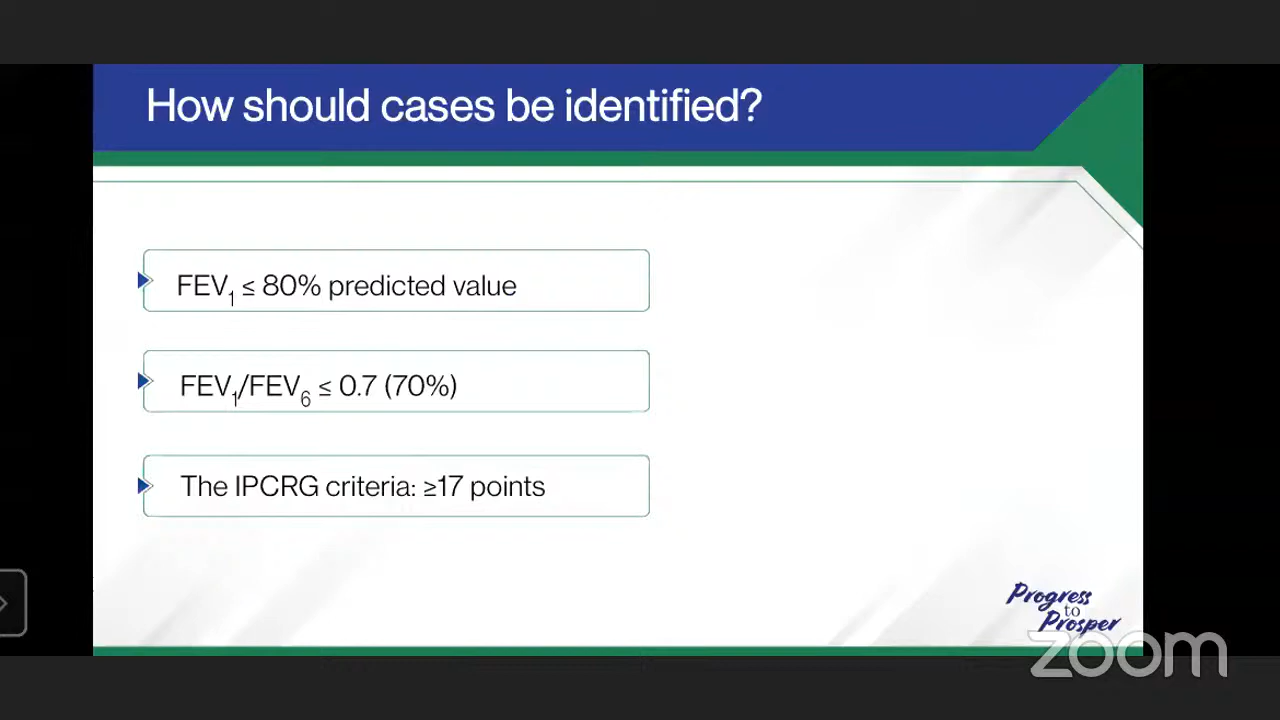 How should cases be identified?
FEV1 ≤ 80% predicted value
FEV1/FEV6 ≤ 0.7 (70%)
The IPCRG criteria: ≥17 points
Progress
to
Prosper
zoom